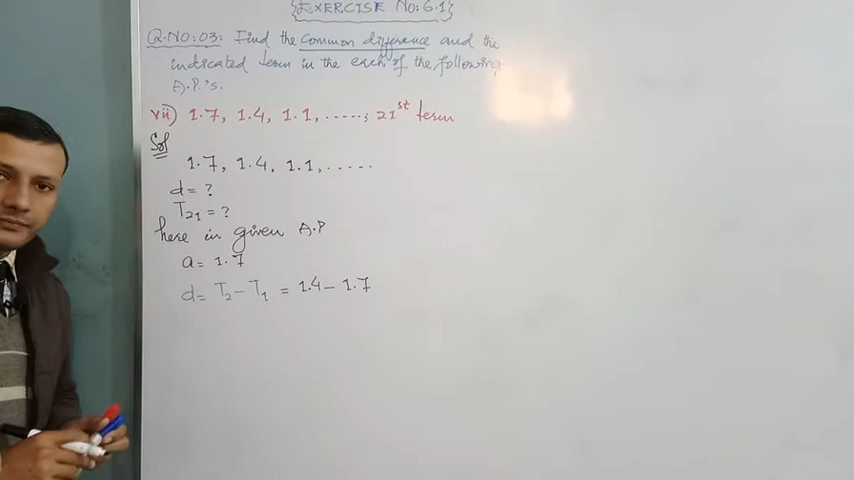 EXERCISE NO: 6.1
Q.NO:03: Find the common difference and the
indicated term in the each of the following
A.P.'s.
vii) 1.7, 1.4, 1.1, .....; 21st term
Sol
1.7, 1.4, 1.1, .....
d = ?
T21 = ?
here in given A.P
a = 1.7
d = T2 - T1 = 1.4 - 1.7